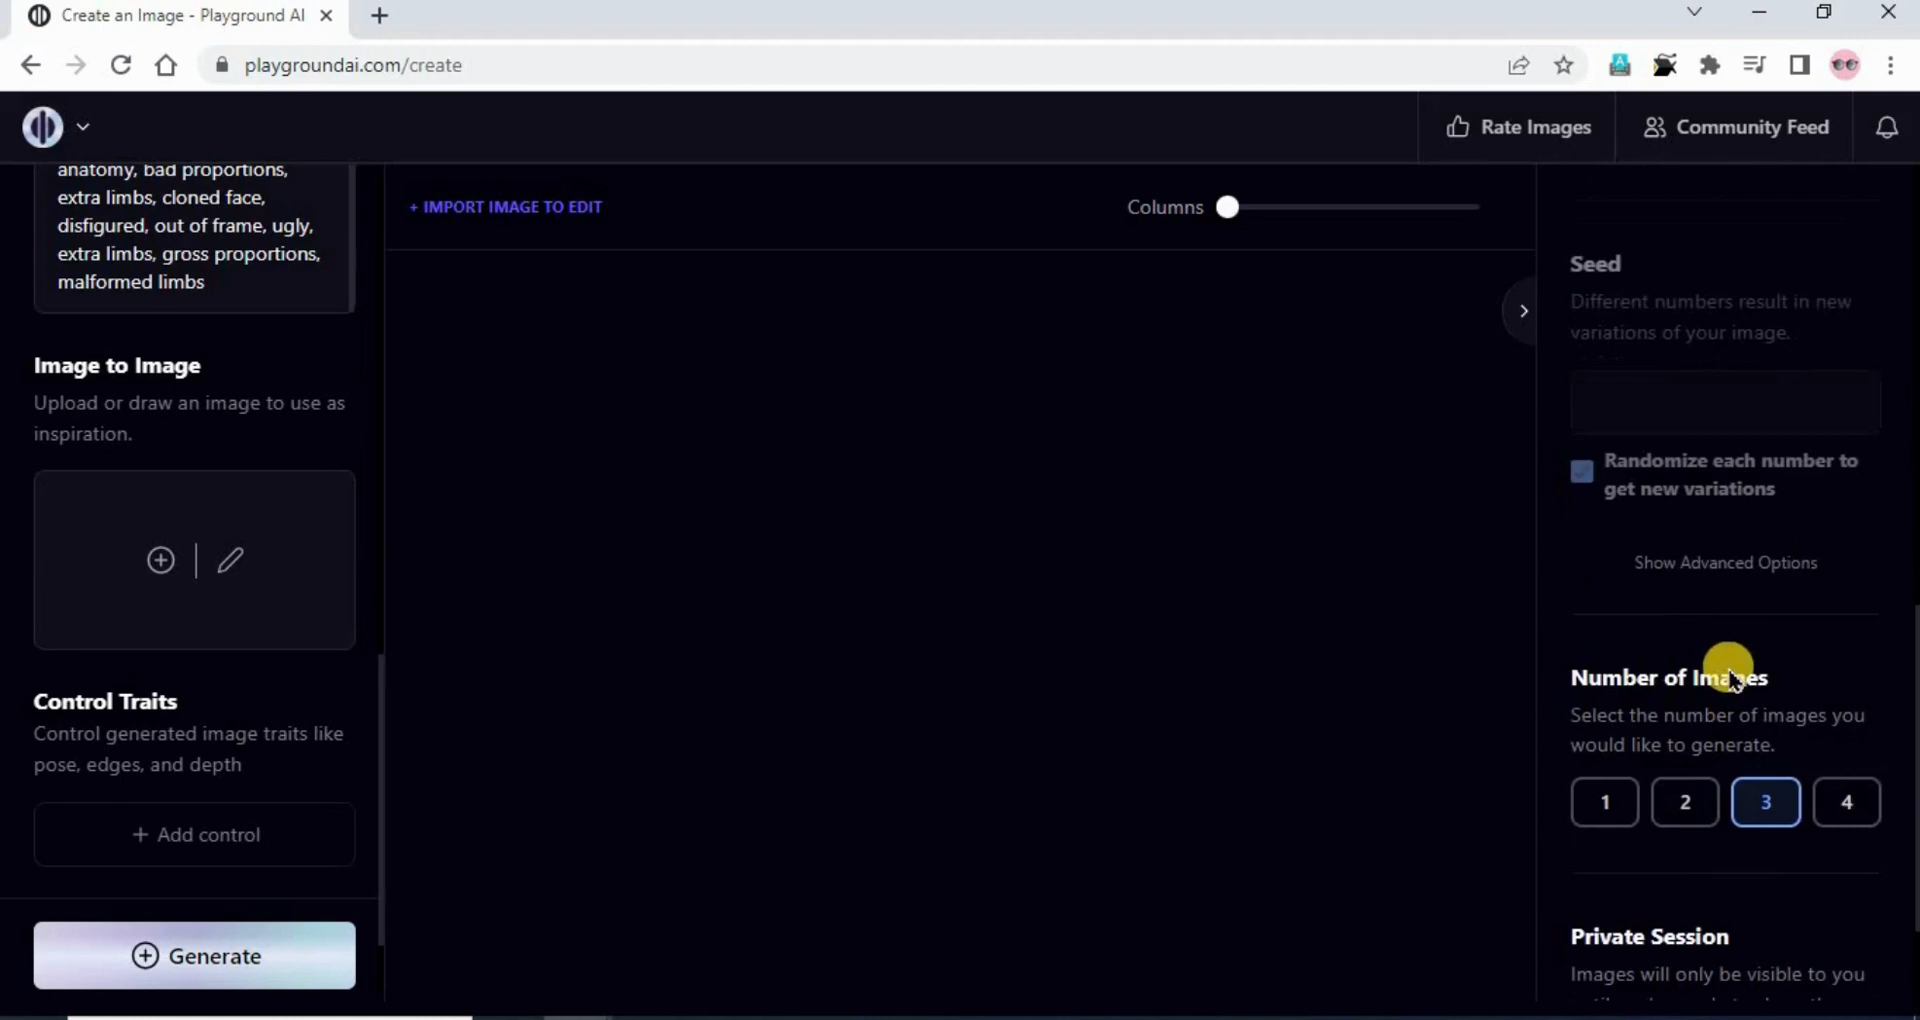 Create an Image - Playground AI
playgroundai.com/create
Rate Images
Community Feed
anatomy, bad proportions,
extra limbs, cloned face,
disfigured, out of frame, ugly,
extra limbs, gross proportions,
malformed limbs
Image to Image
Upload or draw an image to use as
inspiration.
Control Traits
Control generated image traits like
pose, edges, and depth
+ Add control
Generate
+ IMPORT IMAGE TO EDIT
Columns
Seed
Different numbers result in new
variations of your image.
Randomize each number to
get new variations
Show Advanced Options
Number of Images
Select the number of images you
would like to generate.
1 2 3 4
Private Session
Images will only be visible to you